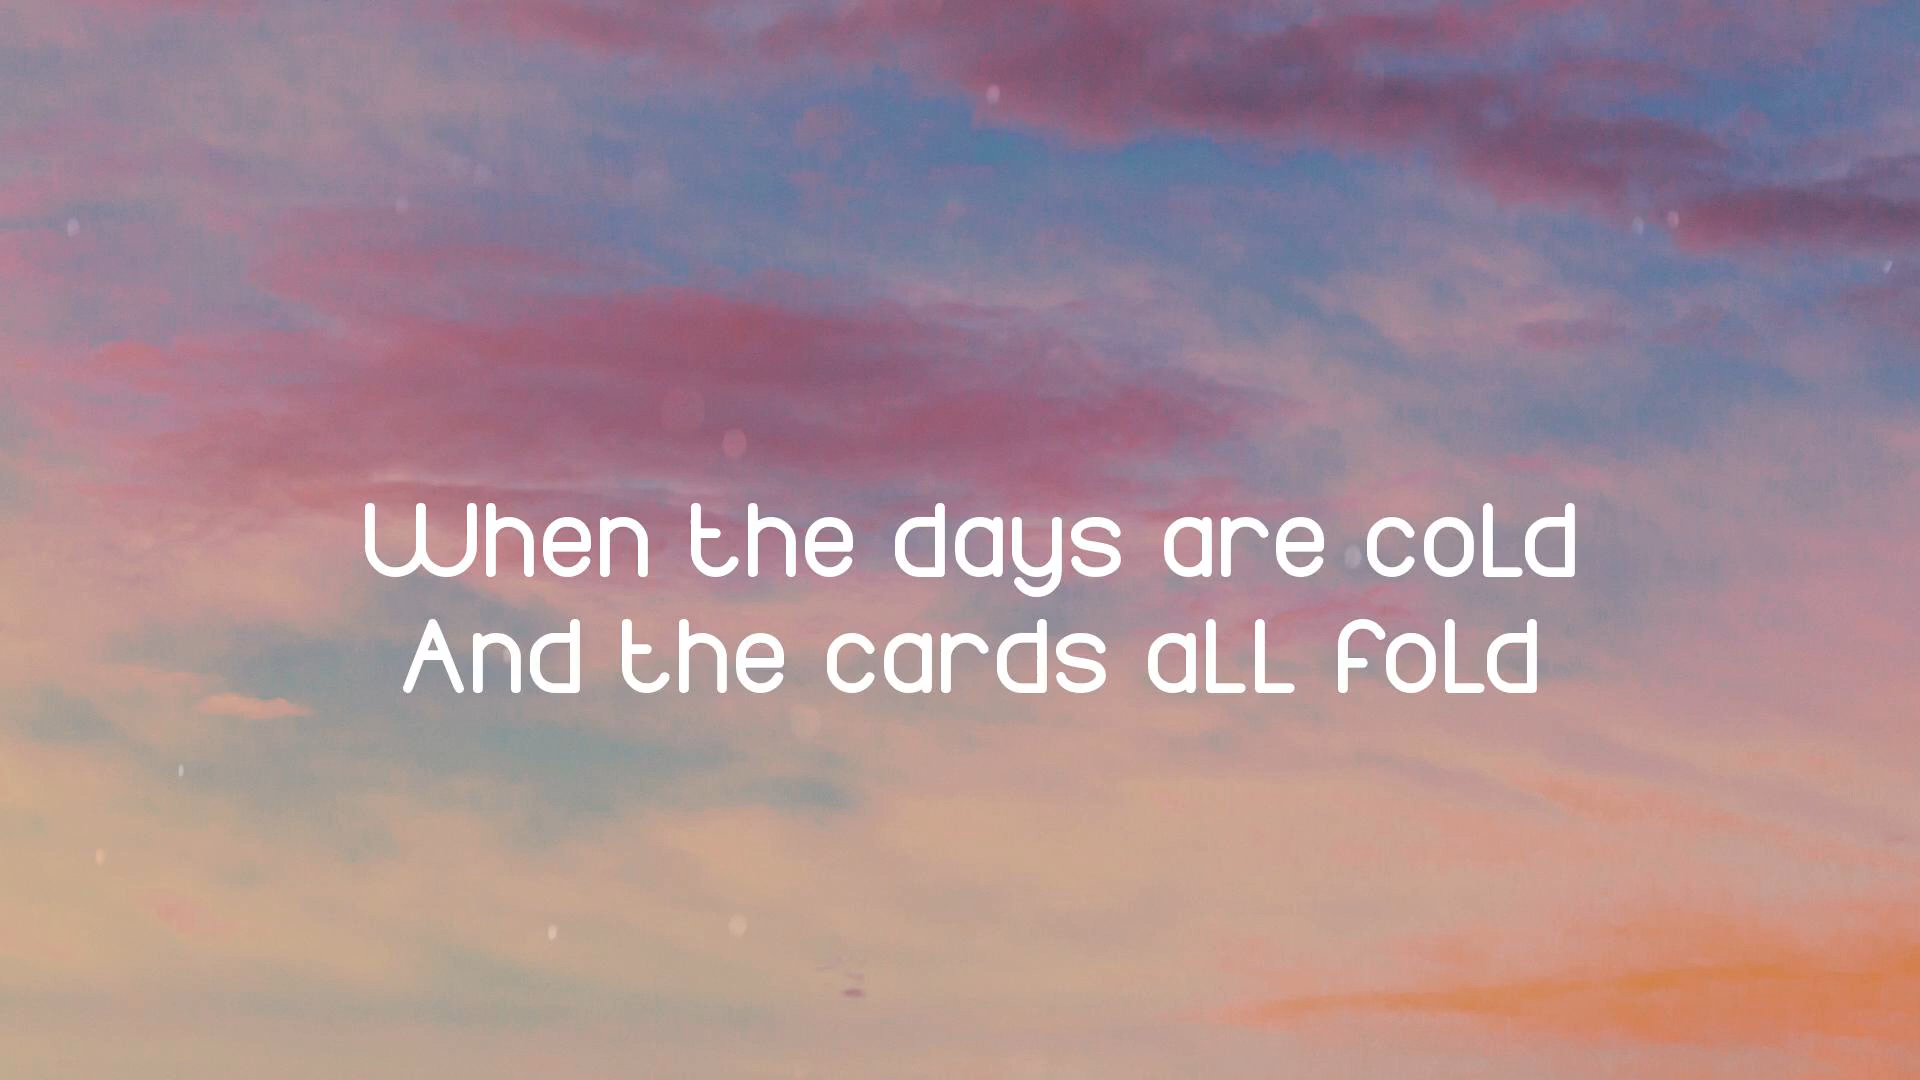 When the days are cold
And the cards all fold